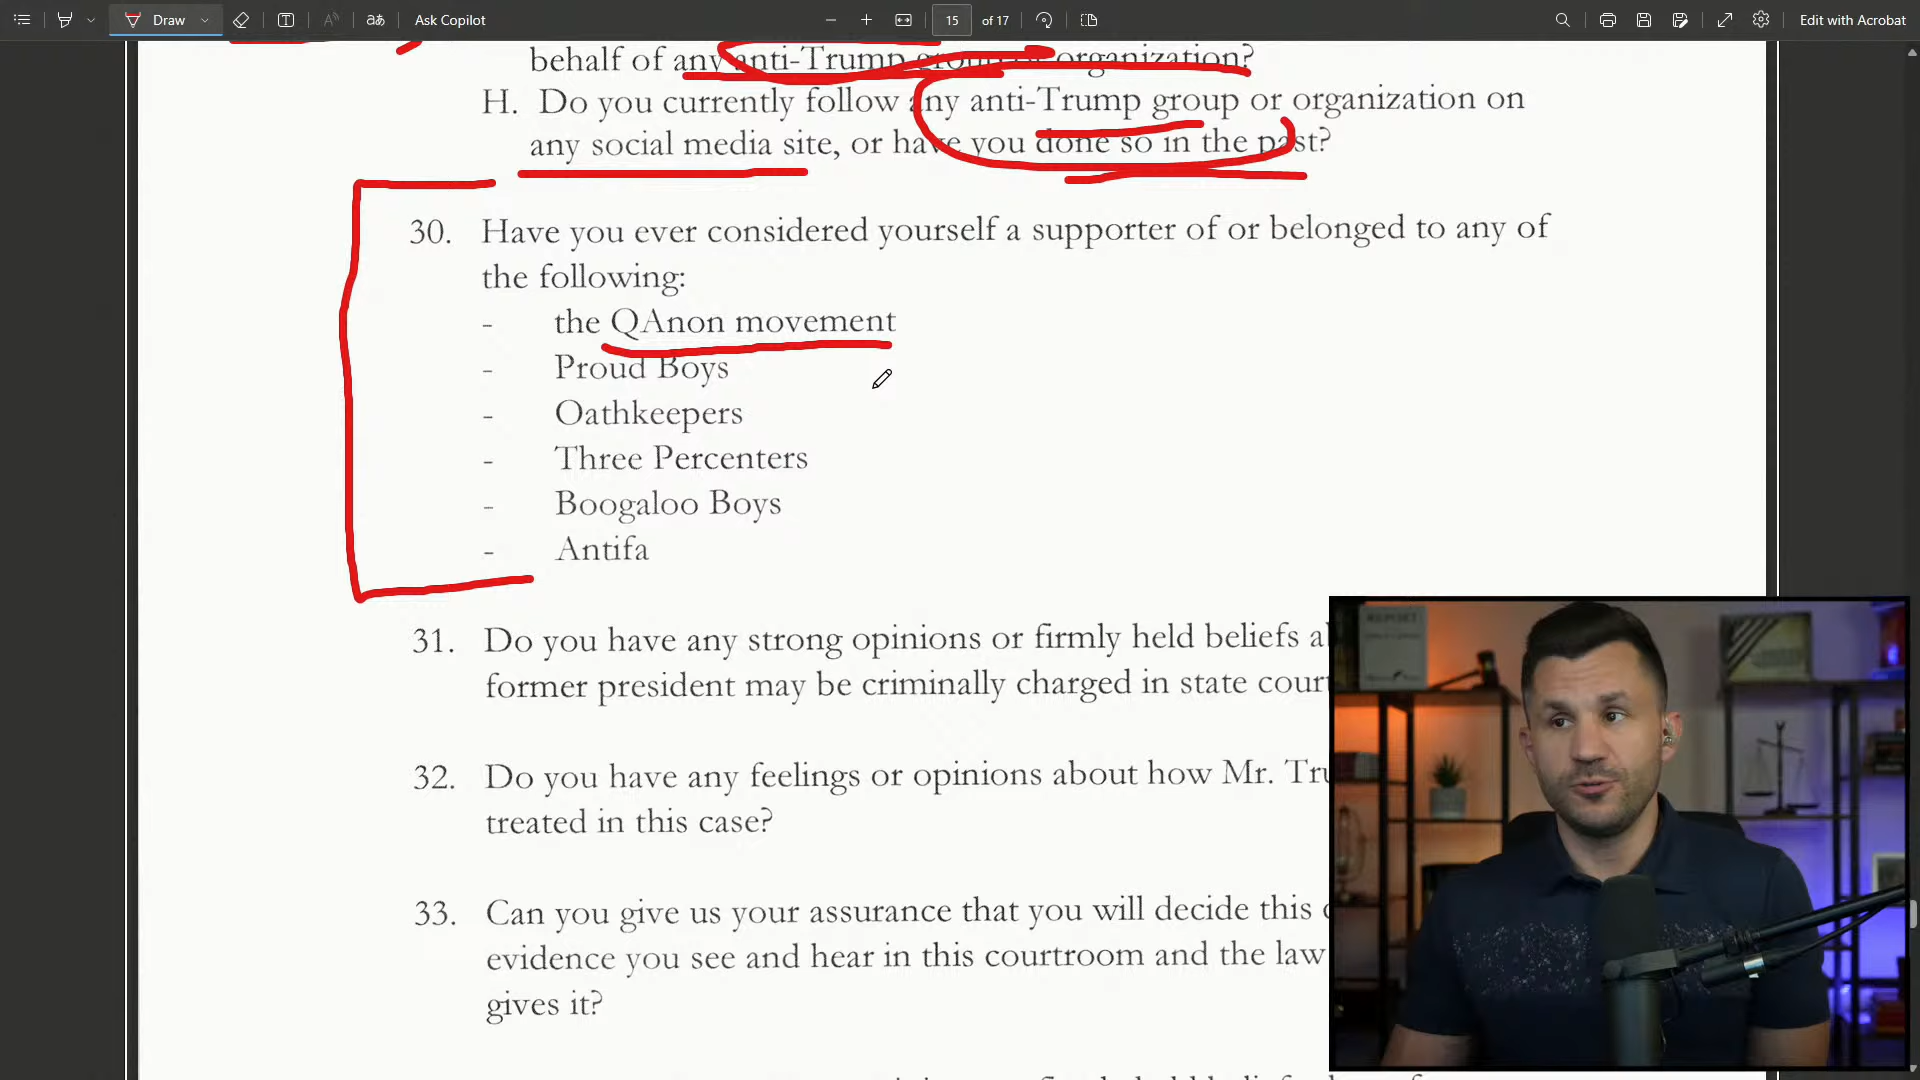 Draw
Ask Copilot
15 of 17
Edit with Acrobat
behalf of any anti-Trump group or organization?
H. Do you currently follow any anti-Trump group or organization on
any social media site, or have you done so in the past?
30. Have you ever considered yourself a supporter of or belonged to any of
the following:
- the QAnon movement
- Proud Boys
- Oathkeepers
- Three Percenters
- Boogaloo Boys
- Antifa
31. Do you have any strong opinions or firmly held beliefs
former president may be criminally charged in state
32. Do you have any feelings or opinions about how Mr.
treated in this case?
33. Can you give us your assurance that you will decide this
evidence you see and hear in this courtroom and the law
gives it?
REPORT